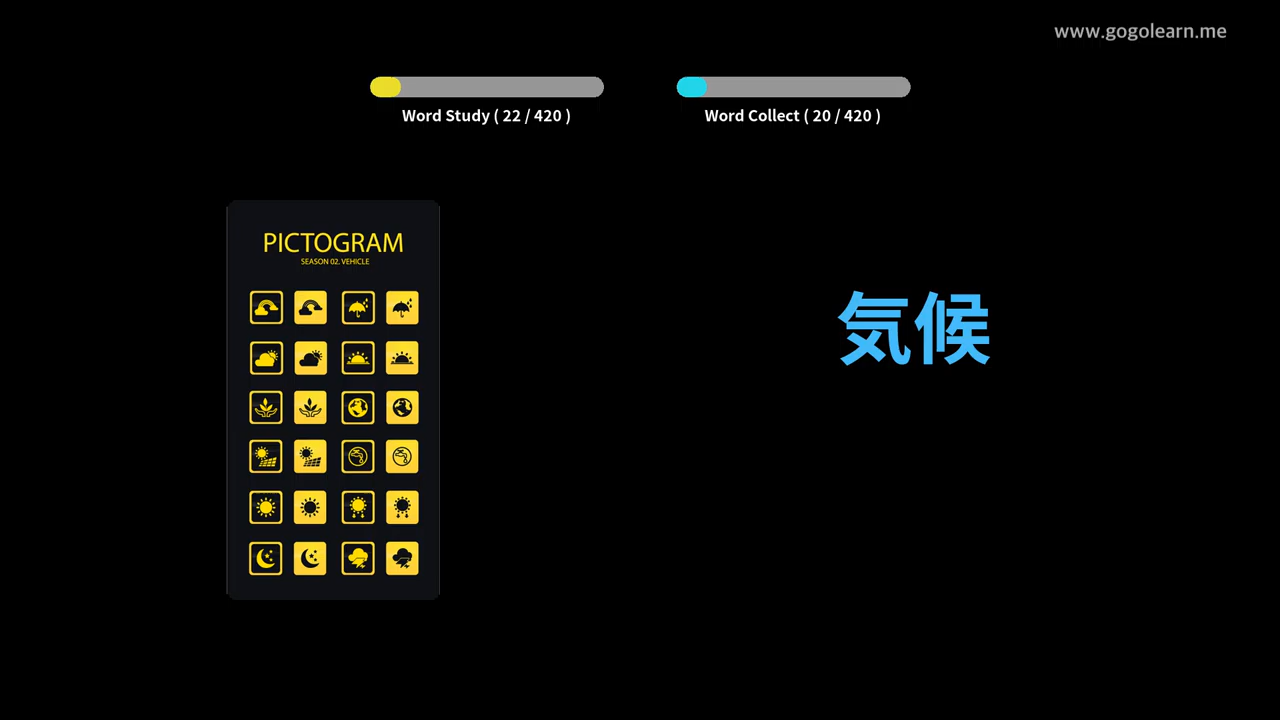 www.gogolearn.me
Word Study ( 22 / 420 )
Word Collect ( 20 / 420 )
PICTOGRAM
SEASON 02. VEHICLE
気候